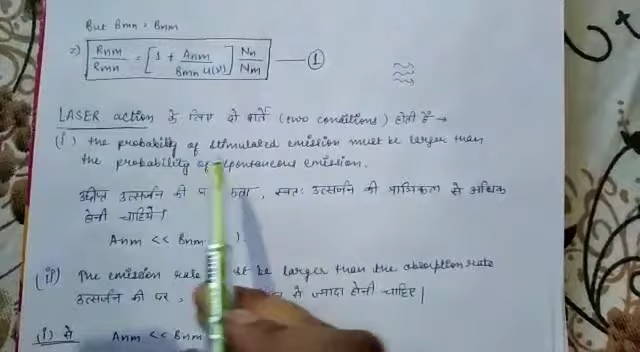 But Bmn = Bnm
⇒) Rnm/Rmn = [1 + Anm/Bmn u(ν)] Nn/Nm —— ①
LASER action के लिए दो बातें (two conditions) होती हैं →
(i) the probability of stimulated emission must be larger than
the probability of spontaneous emission.
उद्दीप्त उत्सर्जन की , स्वतः उत्सर्जन की प्रायिकता से अधिक
होनी चाहिये।
Anm << Bnm )
(ii) The emission rate must be larger than the absorption rate
उत्सर्जन की दर, से ज्यादा होनी चाहिए।
(i) से Anm << Bnm